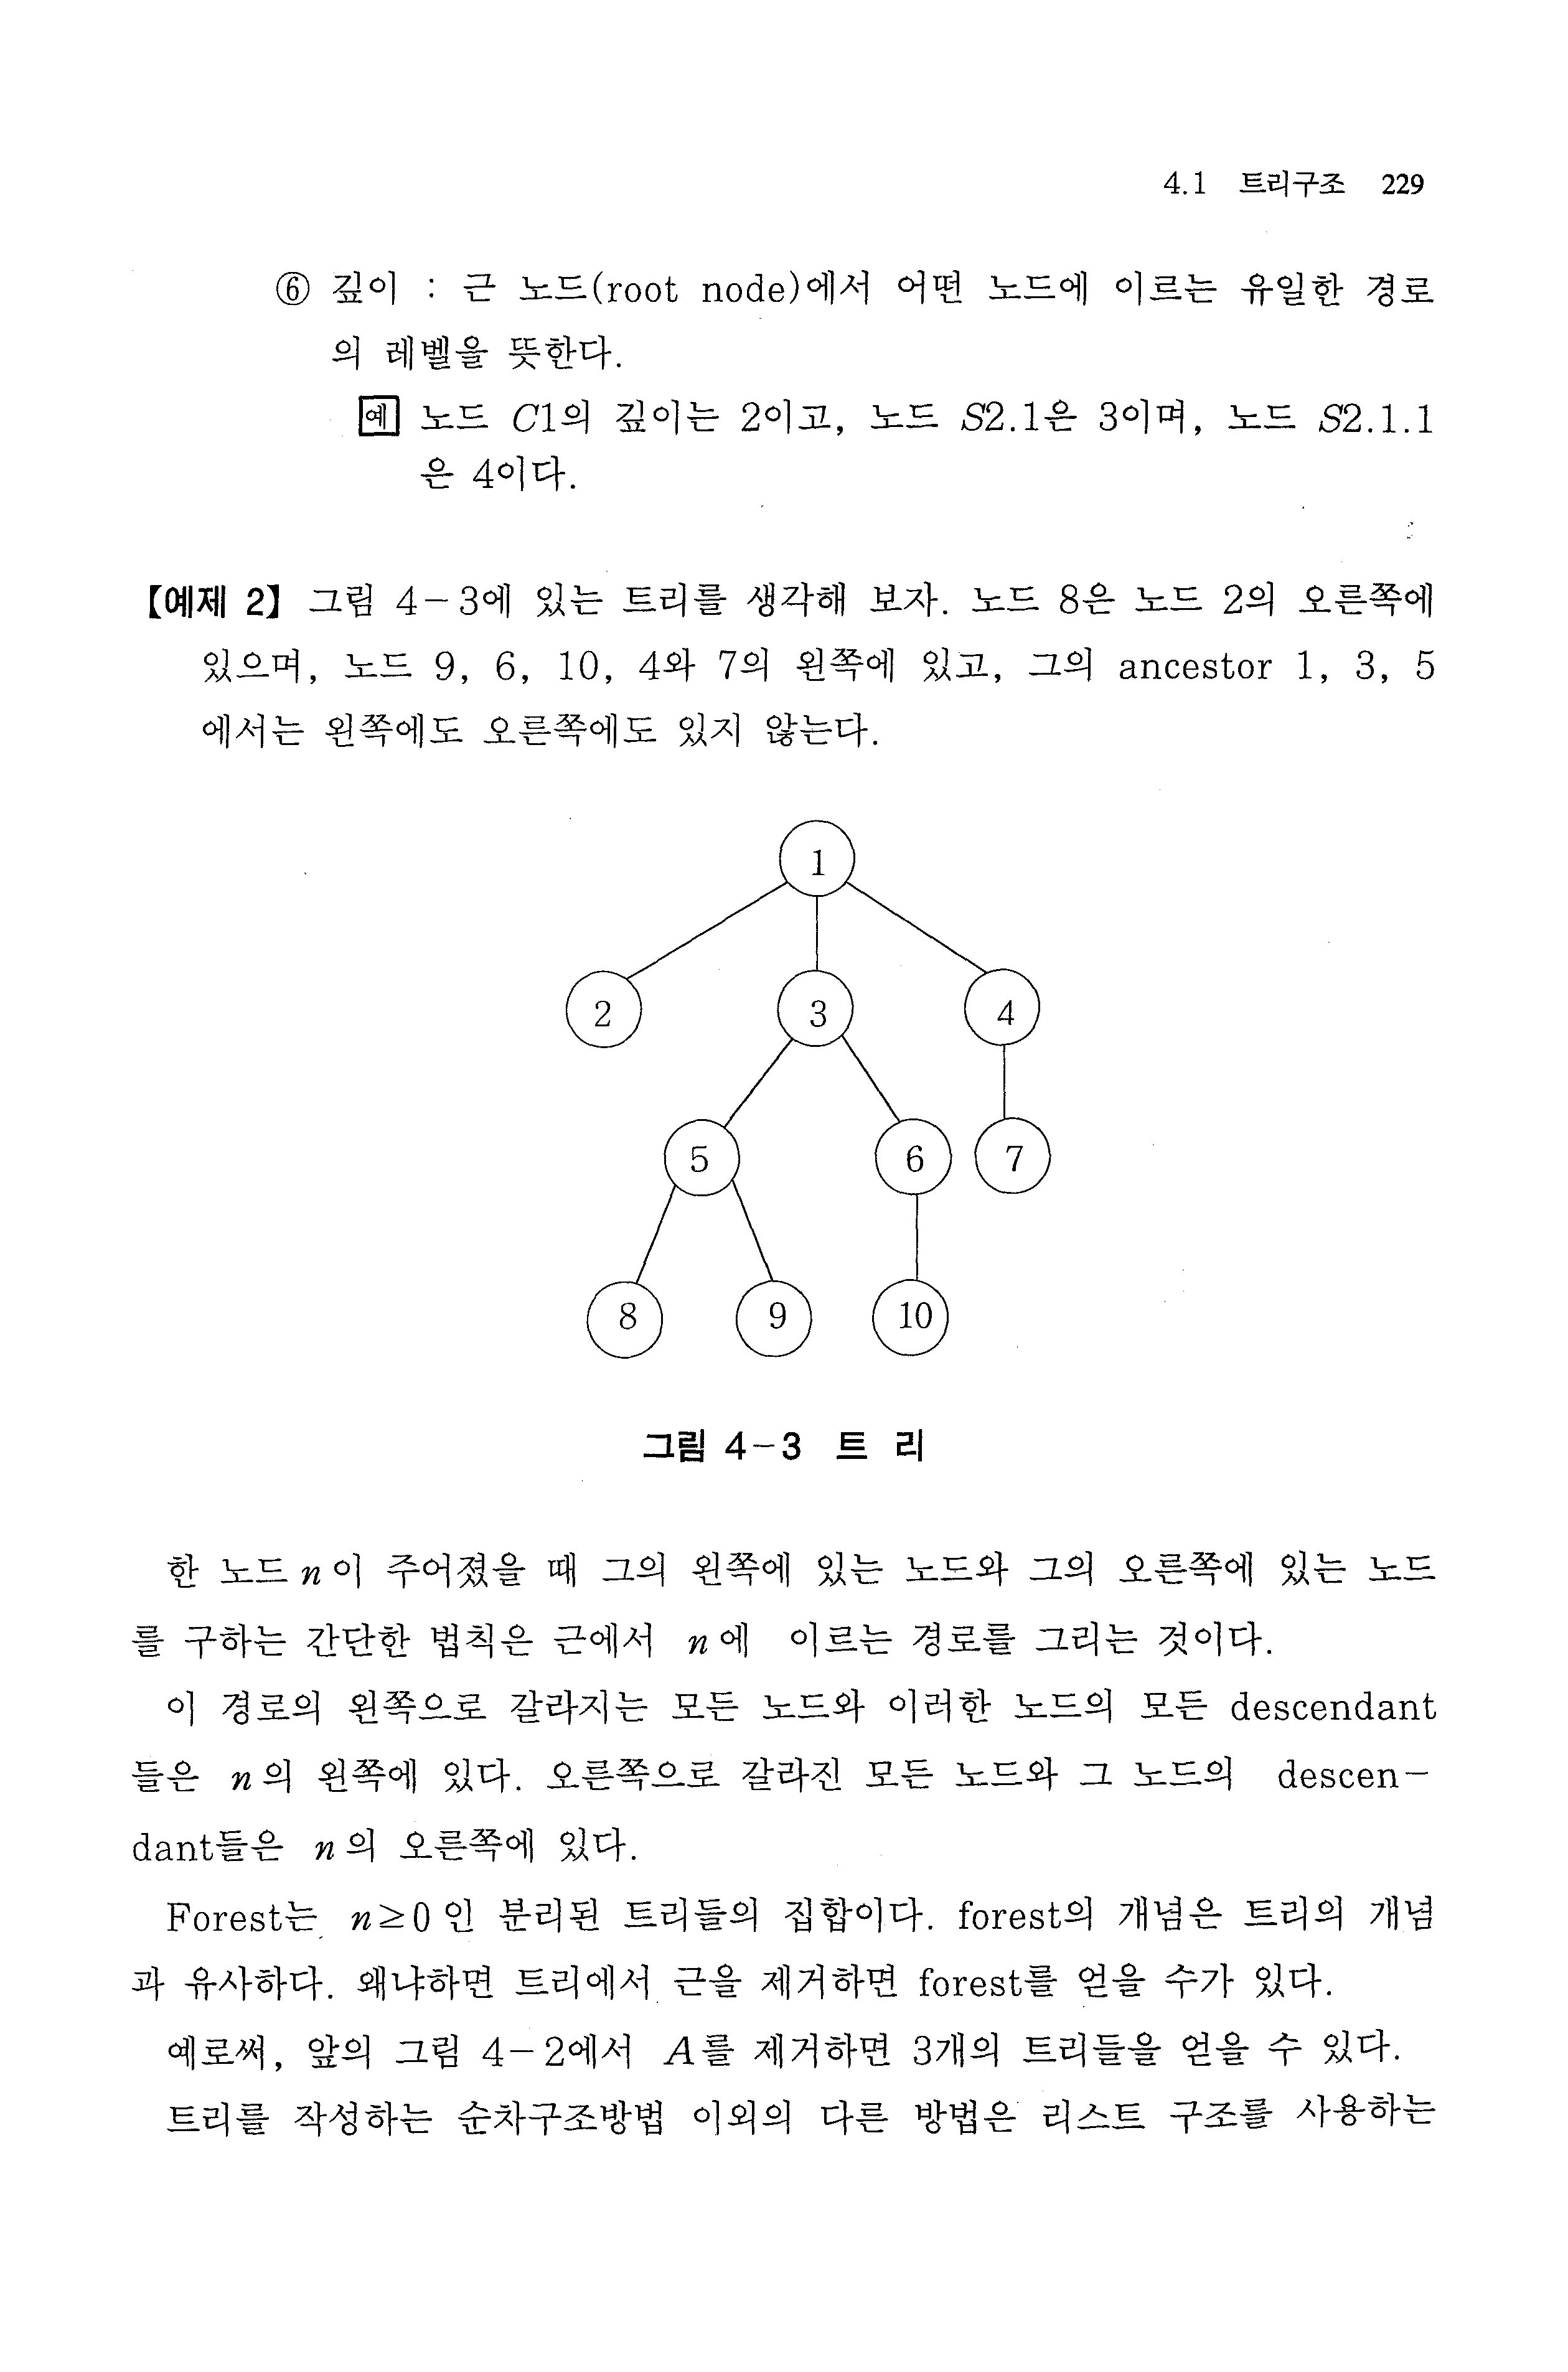 4.1 트리구조 229
⑥ 깊이 : 근 노드(root node)에서 어떤 노드에 이르는 유일한 경로
의 레벨을 뜻한다.
예 노드 C1의 깊이는 2이고, 노드 S2.1은 3이며, 노드 S2.1.1
은 4이다.
【예제 2】 그림 4-3에 있는 트리를 생각해 보자. 노드 8은 노드 2의 오른쪽에
있으며, 노드 9, 6, 10, 4와 7의 왼쪽에 있고, 그의 ancestor 1, 3, 5
에서는 왼쪽에도 오른쪽에도 있지 않는다.
1
2 3 4
5 6 7
8 9 10
그림 4-3 트 리
한 노드 n이 주어졌을 때 그의 왼쪽에 있는 노드와 그의 오른쪽에 있는 노드
를 구하는 간단한 법칙은 근에서 n에 이르는 경로를 그리는 것이다.
이 경로의 왼쪽으로 갈라지는 모든 노드와 이러한 노드의 모든 descendant
들은 n의 왼쪽에 있다. 오른쪽으로 갈라진 모든 노드와 그 노드의 descen-
dant들은 n의 오른쪽에 있다.
Forest는 n≥0인 분리된 트리들의 집합이다. forest의 개념은 트리의 개념
과 유사하다. 왜냐하면 트리에서 근을 제거하면 forest를 얻을 수가 있다.
예로써, 앞의 그림 4-2에서 A를 제거하면 3개의 트리들을 얻을 수 있다.
트리를 작성하는 순차구조방법 이외의 다른 방법은 리스트 구조를 사용하는